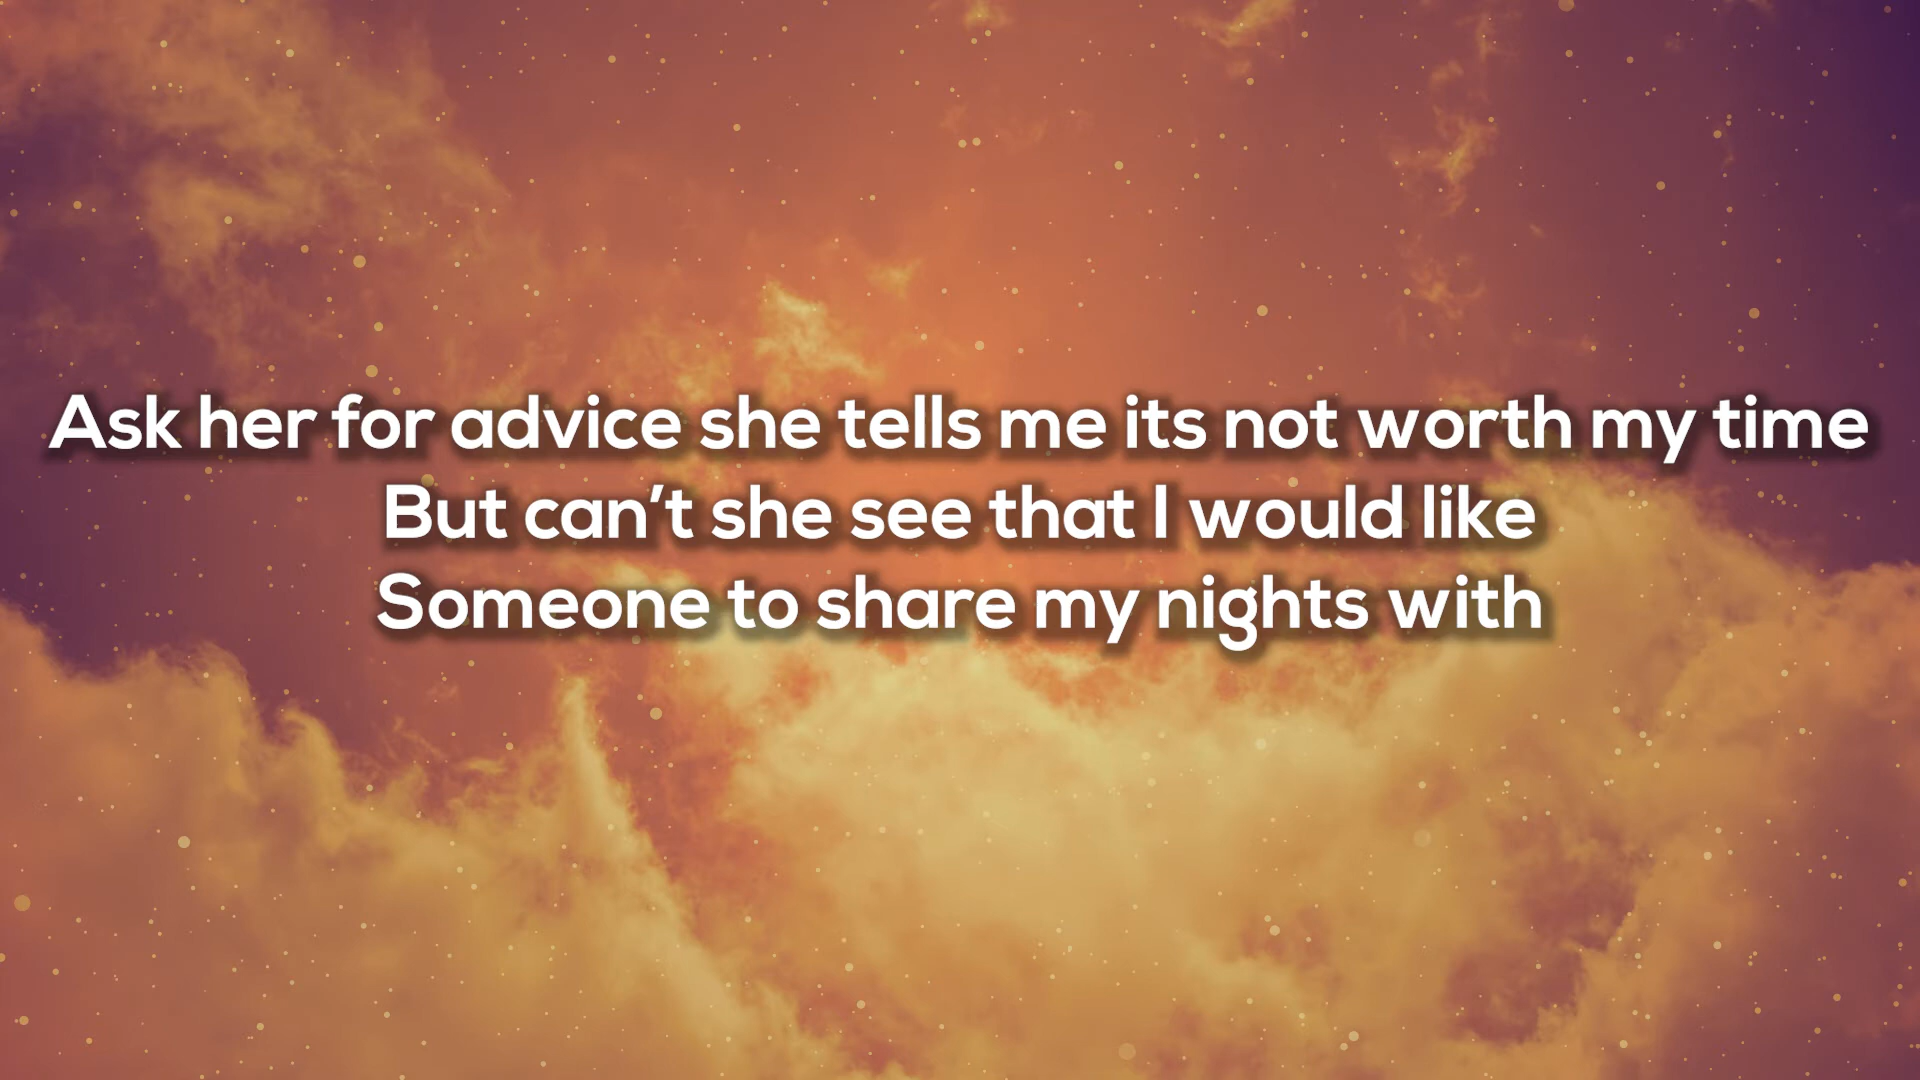 Ask her for advice she tells me its not worth my time
But can’t she see that I would like
Someone to share my nights with